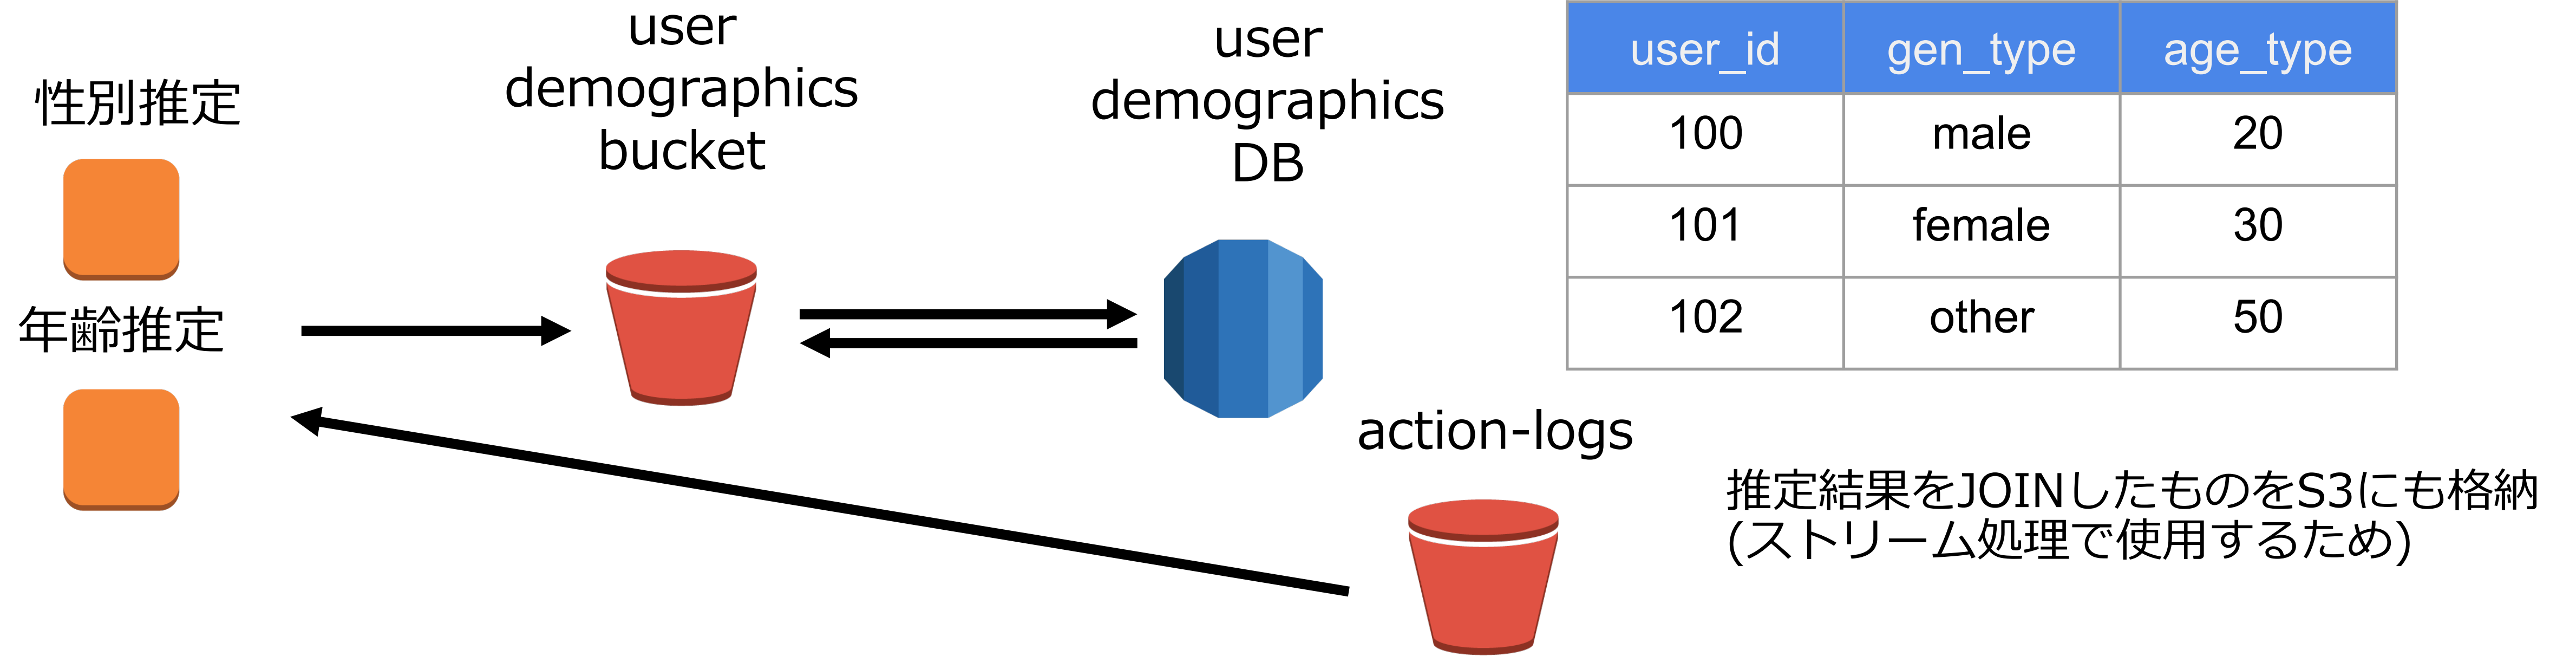 性別推定
年齢推定
user
demographics
bucket
user
demographics
DB
user_id gen_type age_type
100 male 20
101 female 30
102 other 50
action-logs
推定結果をJOINしたものをS3にも格納
(ストリーム処理で使用するため)